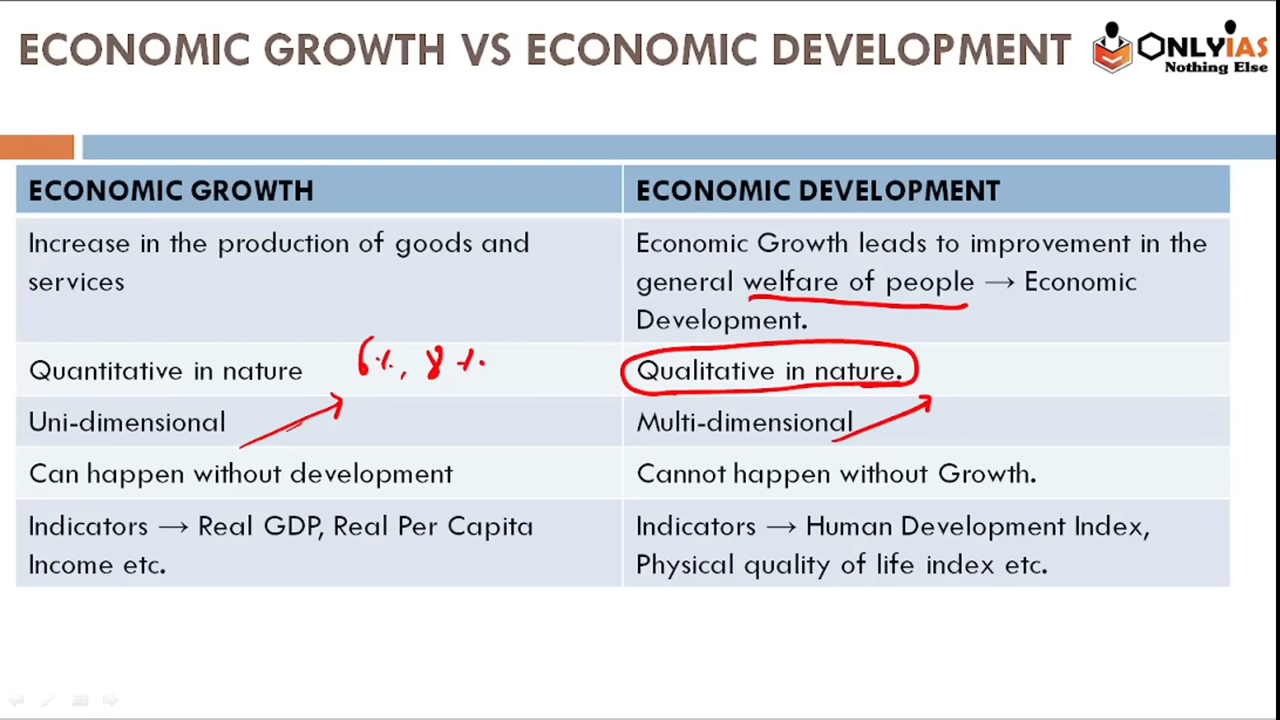 ECONOMIC GROWTH VS ECONOMIC DEVELOPMENT
ONLYIAS
Nothing Else
ECONOMIC GROWTH
ECONOMIC DEVELOPMENT
Increase in the production of goods and
services
Economic Growth leads to improvement in the
general welfare of people → Economic
Development.
Quantitative in nature
6%, 8%.
Qualitative in nature.
Uni-dimensional
Multi-dimensional
Can happen without development
Cannot happen without Growth.
Indicators → Real GDP, Real Per Capita
Income etc.
Indicators → Human Development Index,
Physical quality of life index etc.